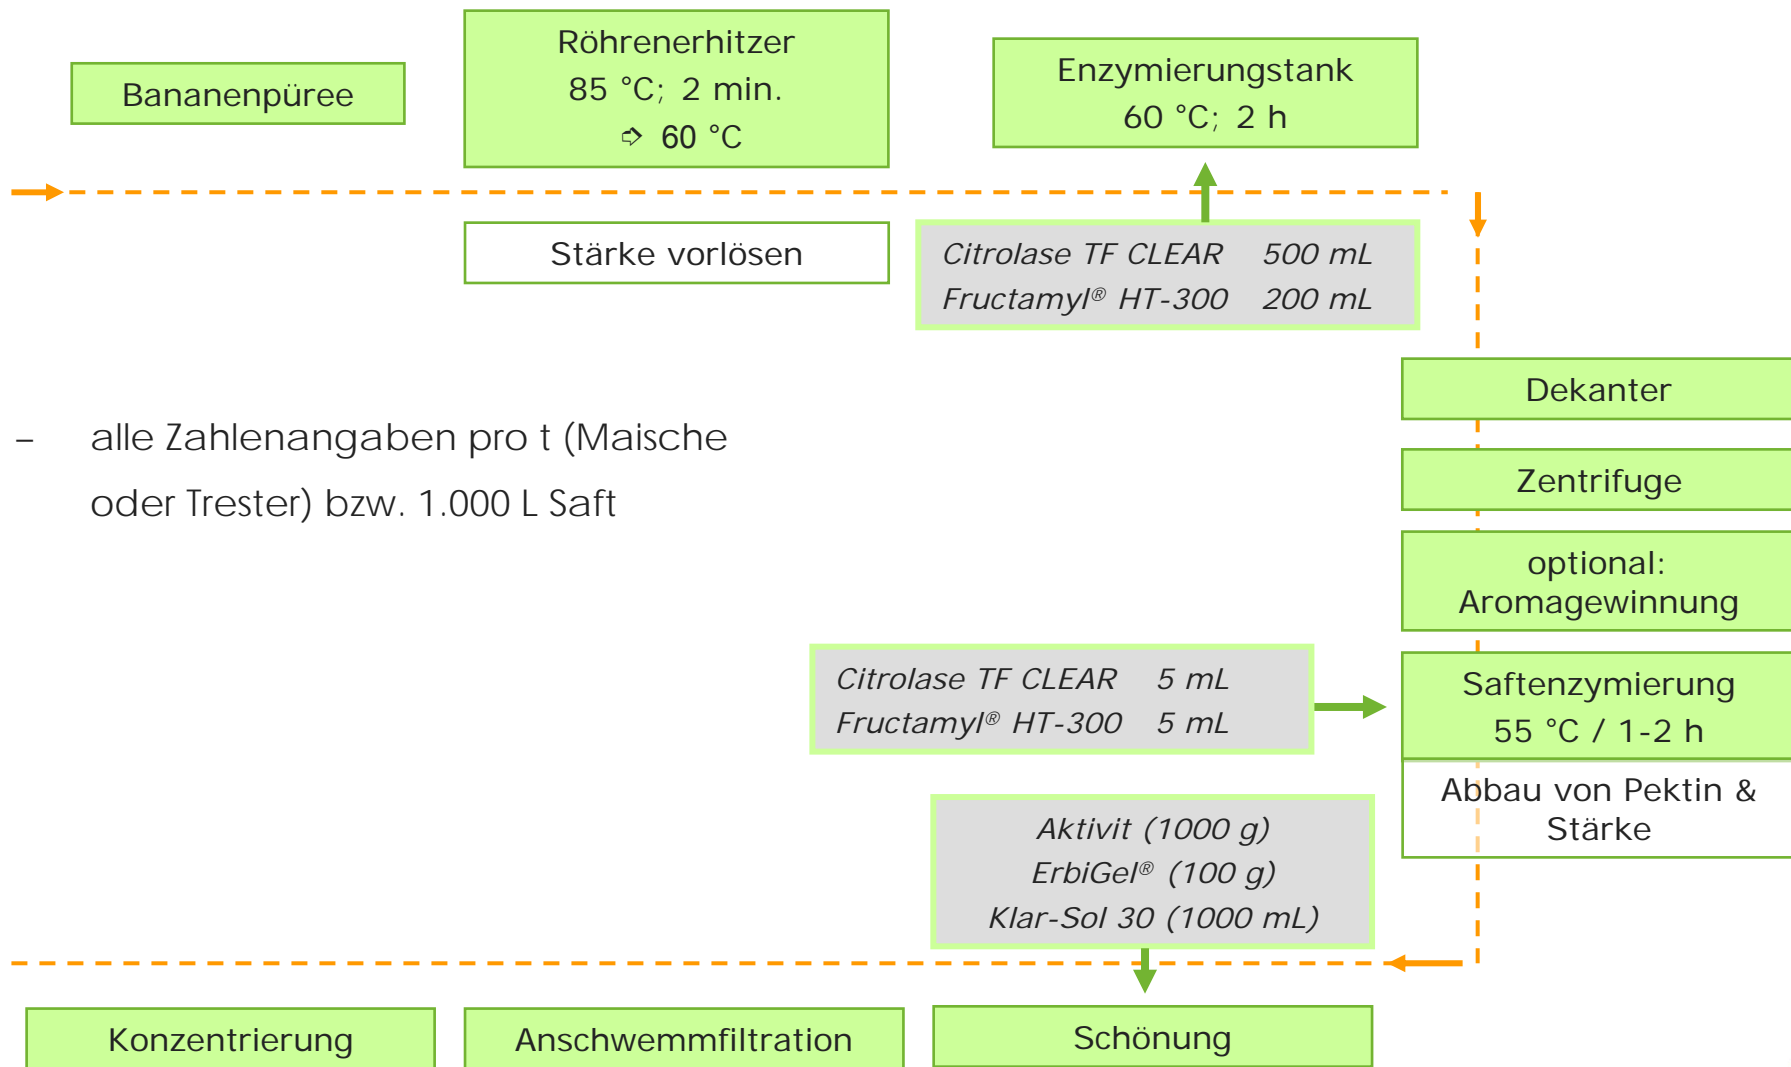 Bananenpüree
Röhrenerhitzer
85 °C; 2 min.
➩ 60 °C
Enzymierungstank
60 °C; 2 h
Stärke vorlösen
Citrolase TF CLEAR 500 mL
Fructamyl® HT-300 200 mL
– alle Zahlenangaben pro t (Maische
oder Trester) bzw. 1.000 L Saft
Dekanter
Zentrifuge
optional:
Aromagewinnung
Citrolase TF CLEAR 5 mL
Fructamyl® HT-300 5 mL
Saftenzymierung
55 °C / 1-2 h
Abbau von Pektin &
Stärke
Aktivit (1000 g)
ErbiGel® (100 g)
Klar-Sol 30 (1000 mL)
Konzentrierung
Anschwemmfiltration
Schönung